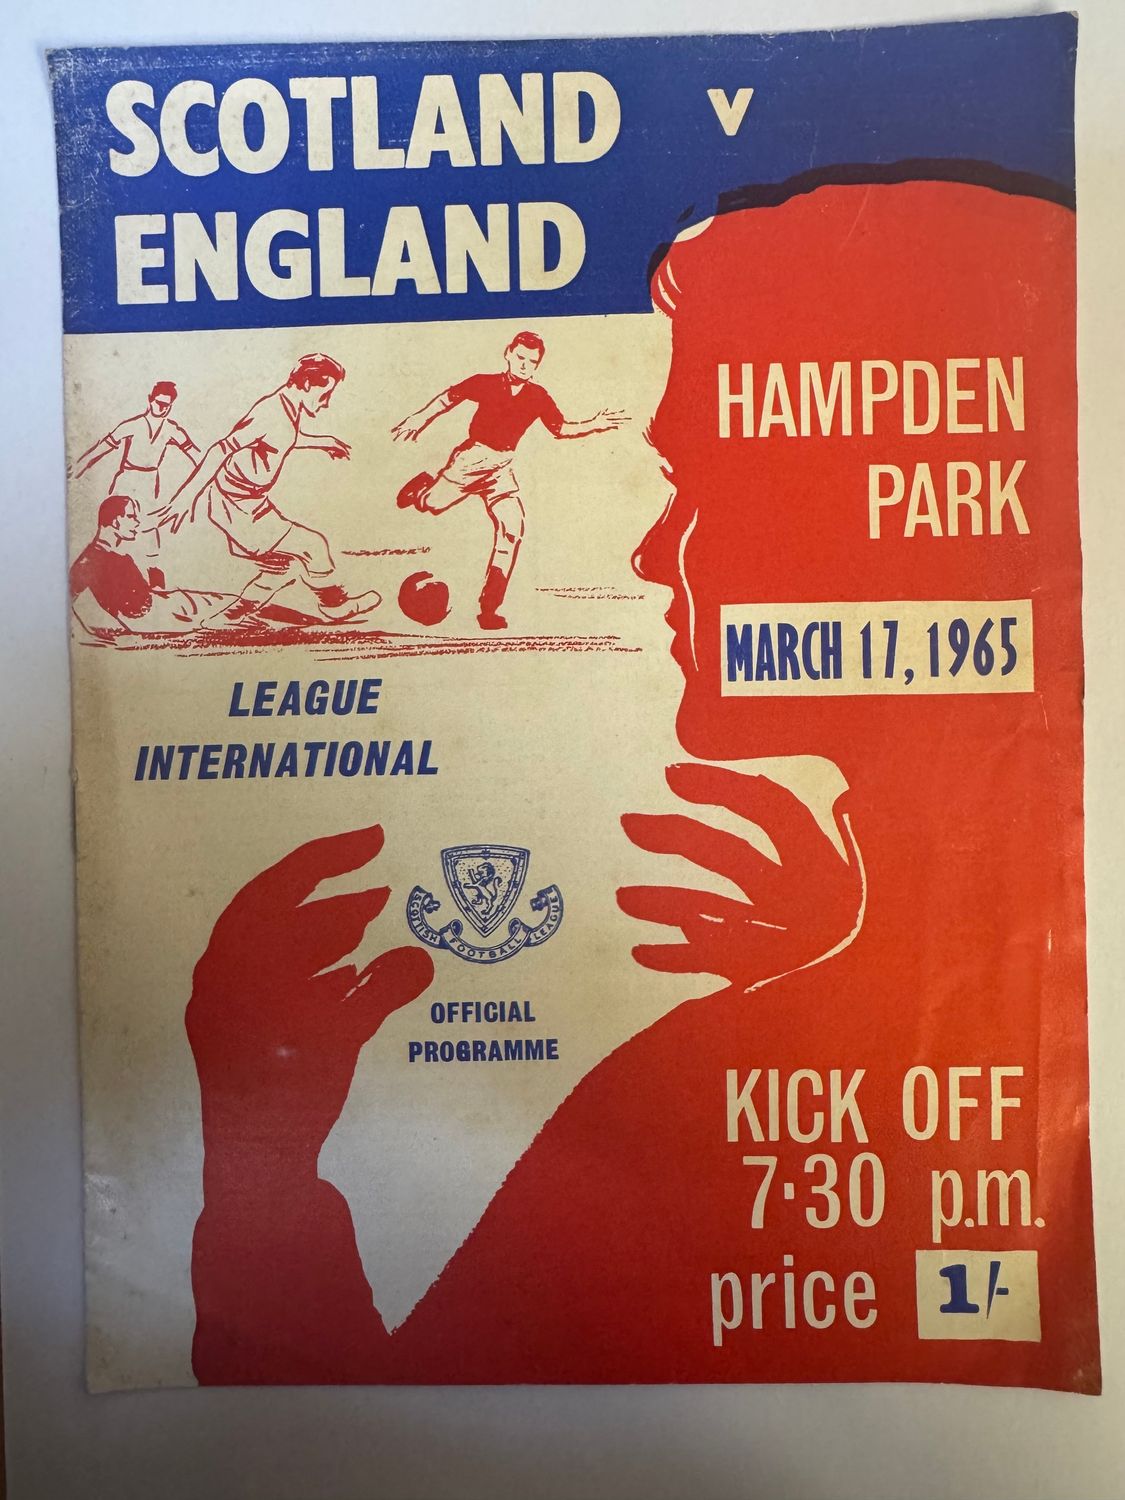 SCOTLAND v
ENGLAND
HAMPDEN
PARK
MARCH 17, 1965
LEAGUE
INTERNATIONAL
SCOTTISH FOOTBALL LEAGUE
OFFICIAL
PROGRAMME
KICK OFF
7·30 p.m.
price 1/-